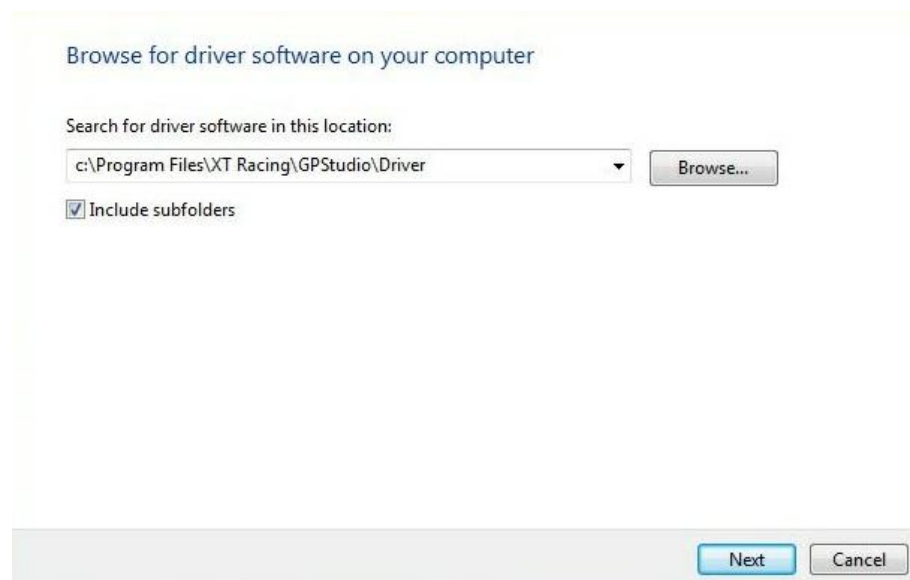 Browse for driver software on your computer
Search for driver software in this location:
c:\Program Files\XT Racing\GPStudio\Driver
Browse...
Include subfolders
Next
Cancel